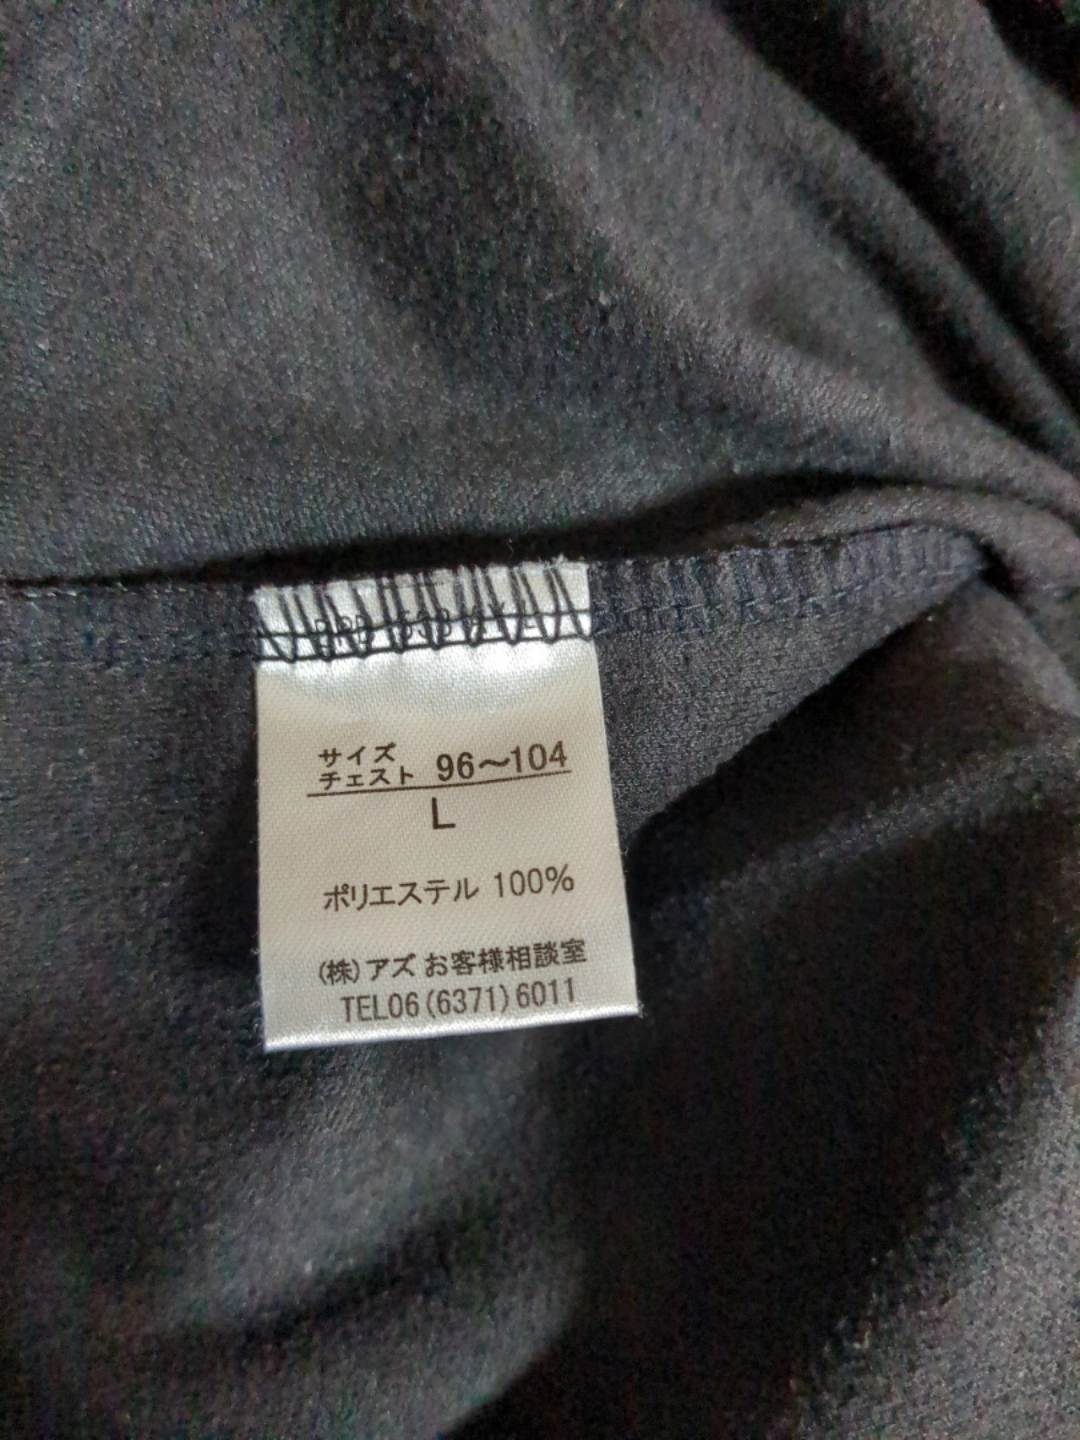 サイズ
チェスト 96～104
L
ポリエステル 100%
(株)アズ お客様相談室
TEL06(6371)6011